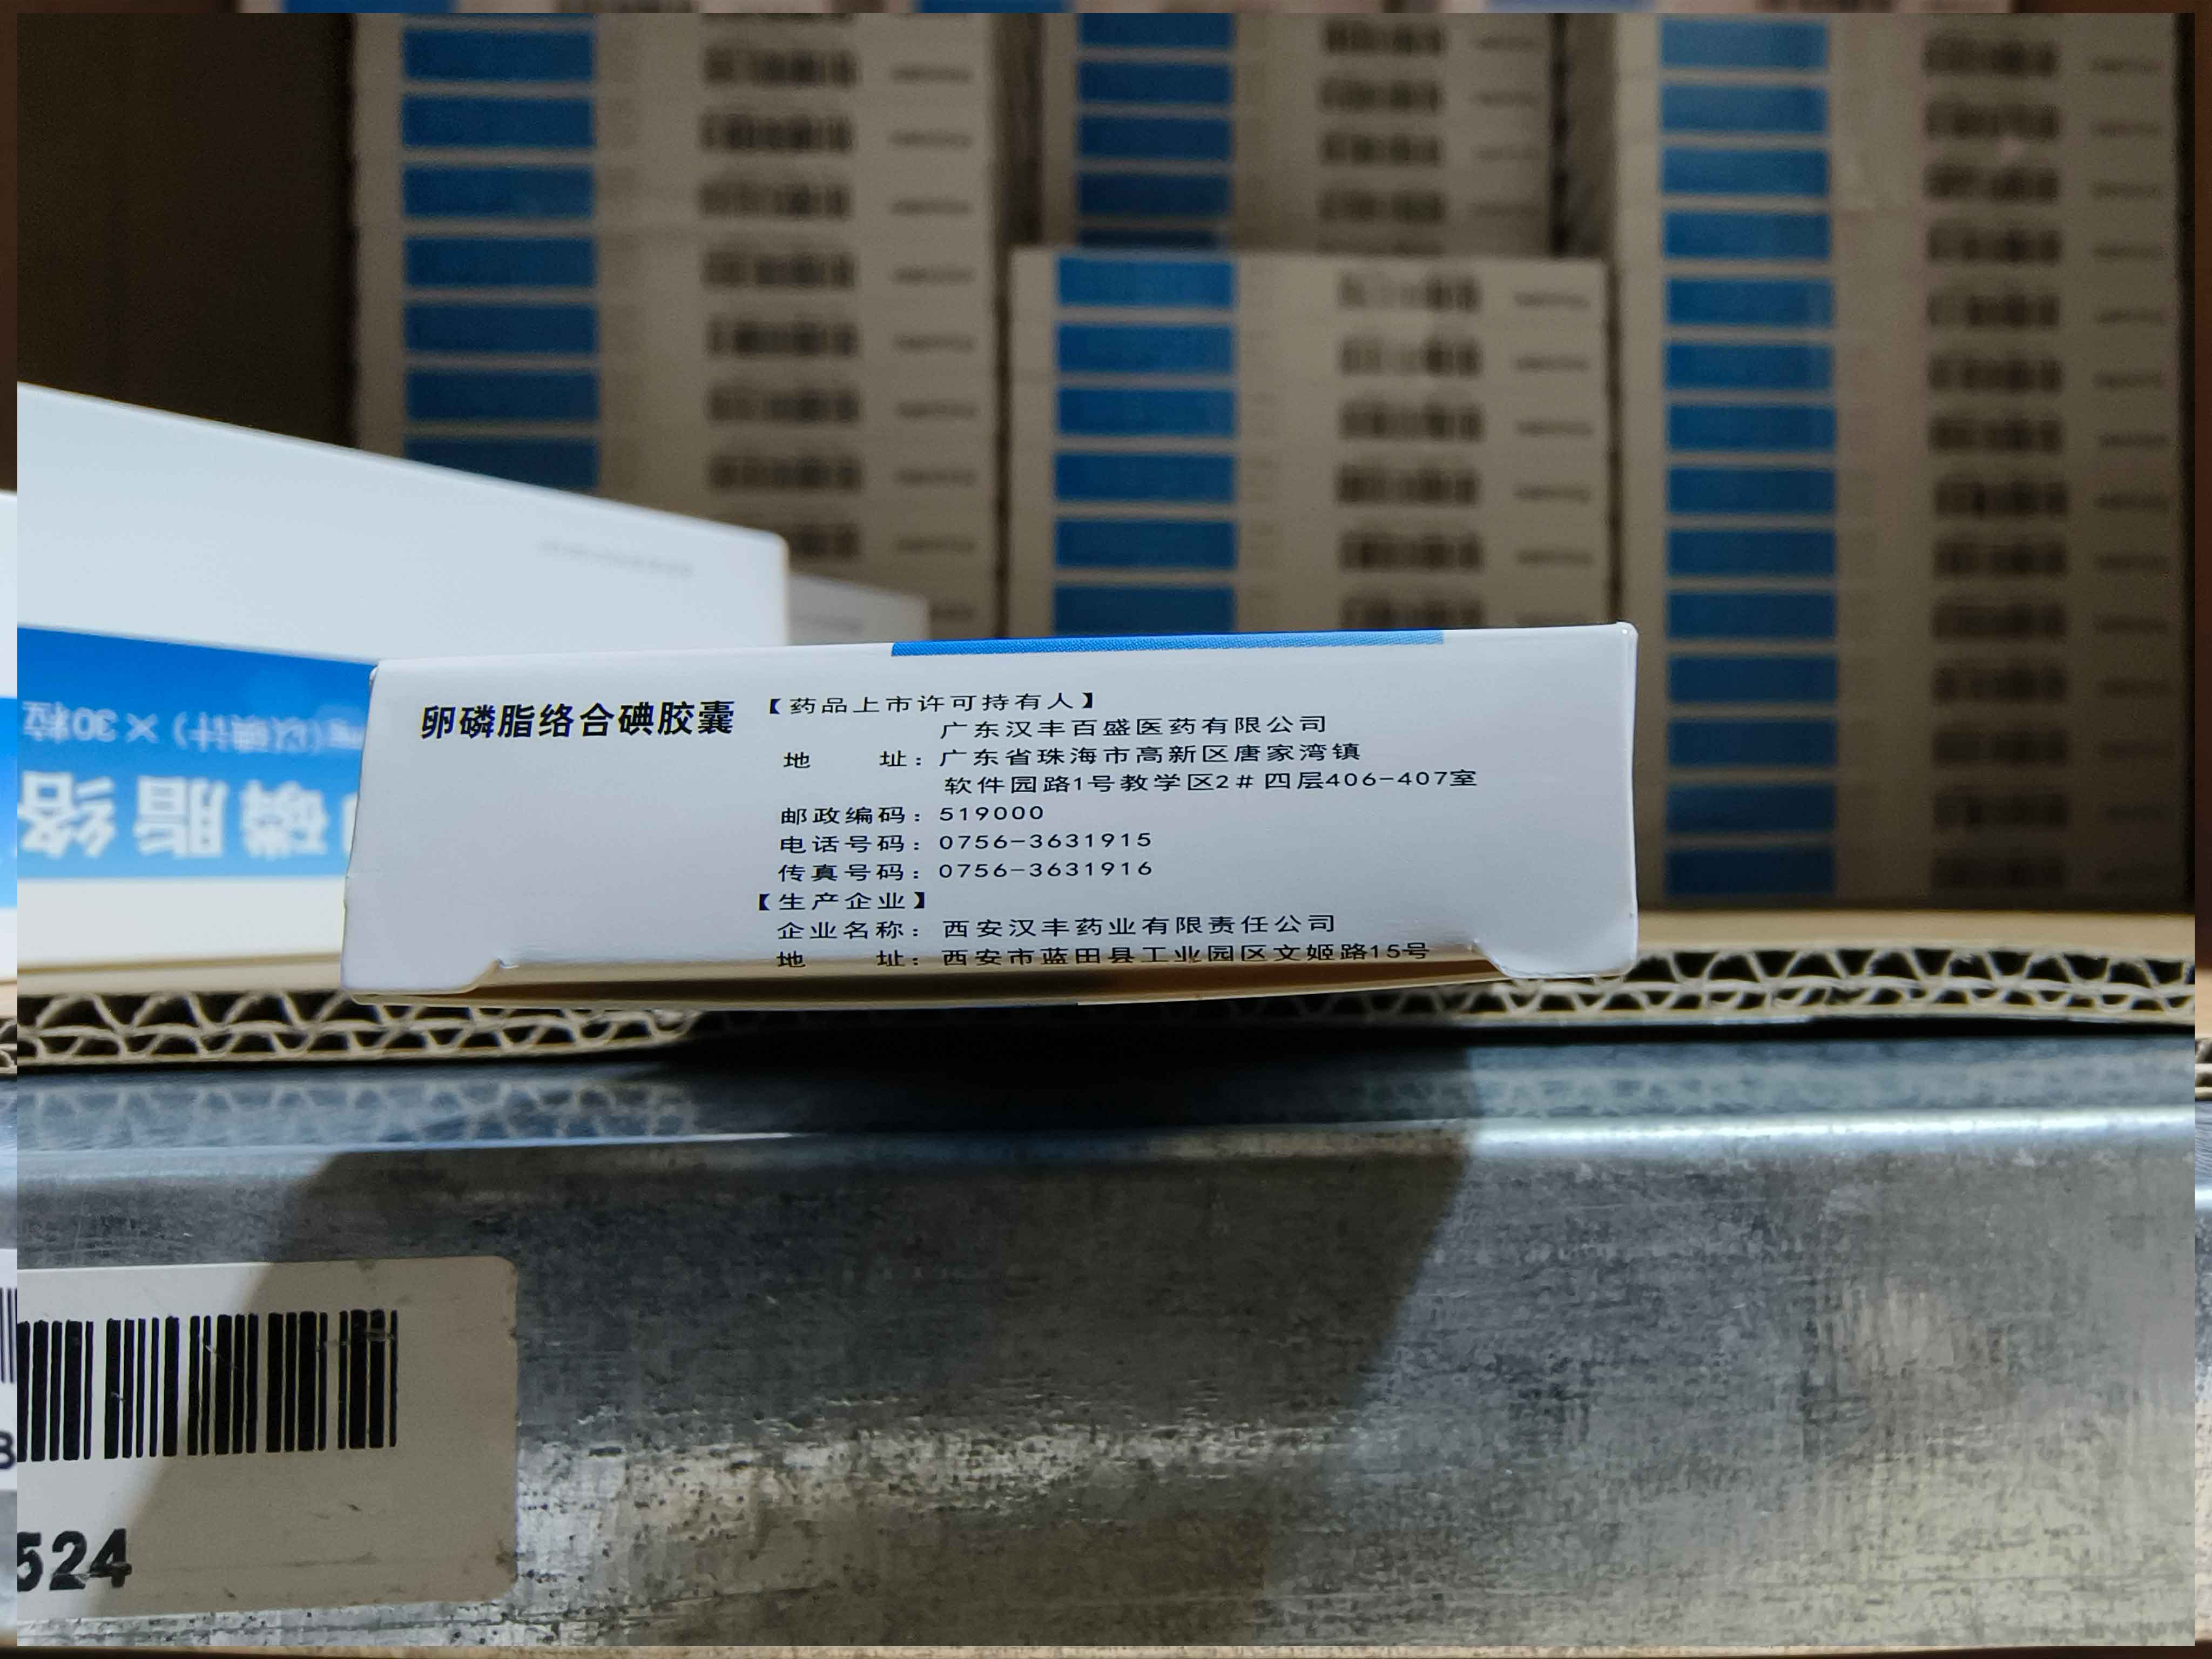 卵磷脂络合碘胶囊
【药品上市许可持有人】
广东汉丰百盛医药有限公司
地 址：广东省珠海市高新区唐家湾镇
软件园路1号教学区2#四层406-407室
邮政编码：519000
电话号码：0756-3631915
传真号码：0756-3631916
【生产企业】
企业名称：西安汉丰药业有限责任公司
地 址：西安市蓝田县工业园区文姬路15号
(以碘计)×30粒
磷脂络
524